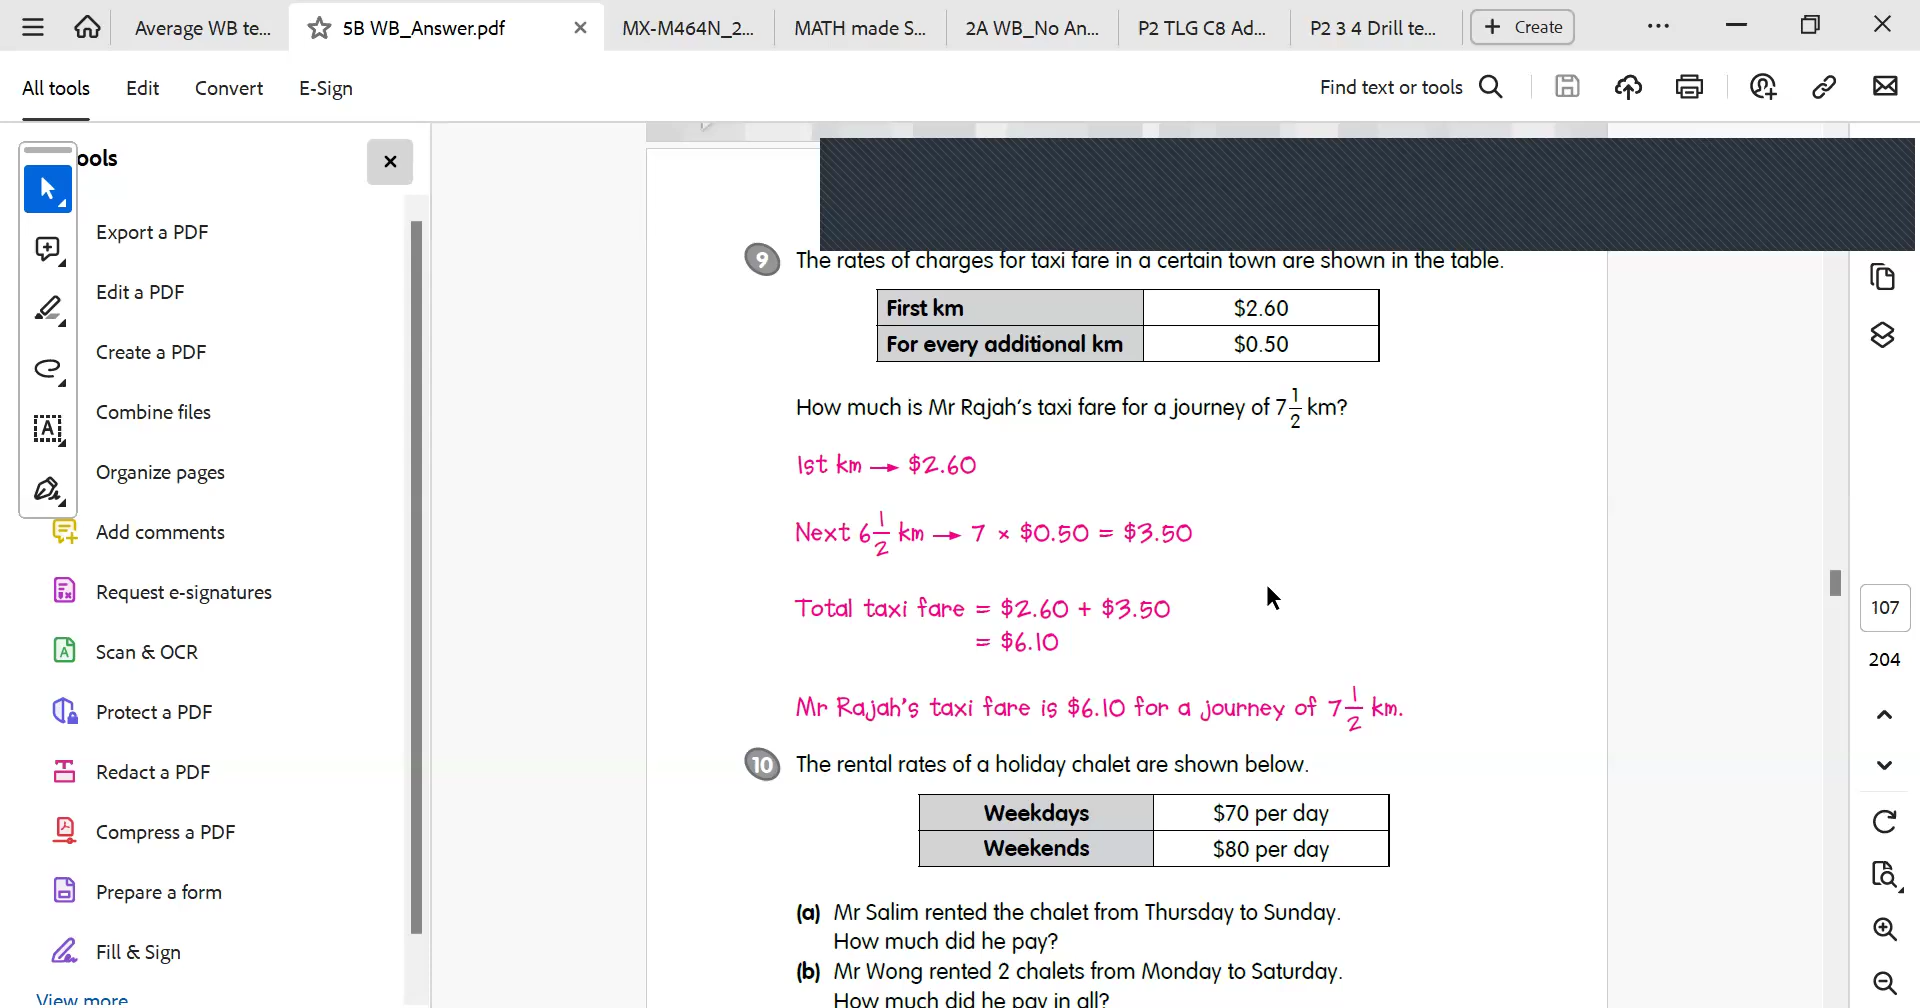 Average WB te...
5B WB_Answer.pdf
MX-M464N_2...
MATH made S...
2A WB_No An...
P2 TLG C8 Ad...
P2 3 4 Drill te...
+ Create
All tools
Edit
Convert
E-Sign
Find text or tools
ools
Export a PDF
Edit a PDF
Create a PDF
Combine files
Organize pages
Add comments
Request e-signatures
Scan & OCR
Protect a PDF
Redact a PDF
Compress a PDF
Prepare a form
Fill & Sign
View more
9 The rates of charges for taxi fare in a certain town are shown in the table.
First km $2.60
For every additional km $0.50
How much is Mr Rajah's taxi fare for a journey of 7 1/2 km?
1st km → $2.60
Next 6 1/2 km → 7 × $0.50 = $3.50
Total taxi fare = $2.60 + $3.50
= $6.10
Mr Rajah's taxi fare is $6.10 for a journey of 7 1/2 km.
10 The rental rates of a holiday chalet are shown below.
Weekdays $70 per day
Weekends $80 per day
(a) Mr Salim rented the chalet from Thursday to Sunday.
How much did he pay?
(b) Mr Wong rented 2 chalets from Monday to Saturday.
How much did he pay in all?
107
204